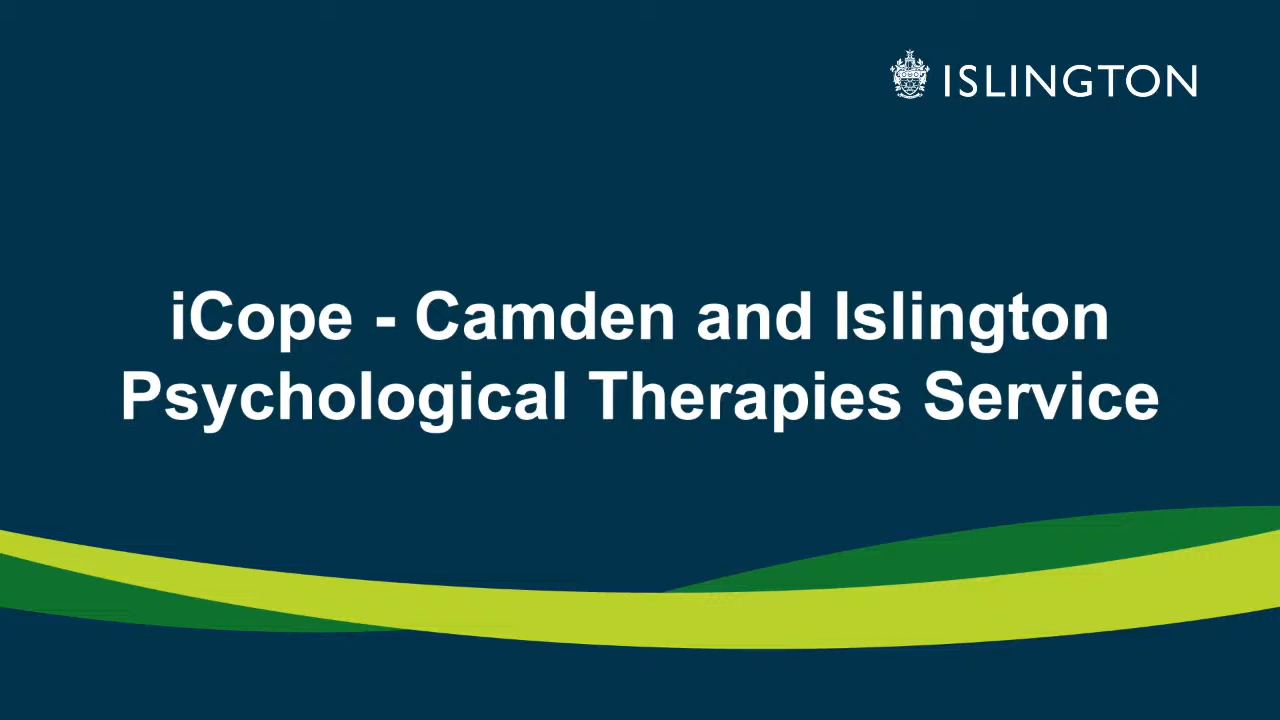 ISLINGTON
iCope - Camden and Islington
Psychological Therapies Service